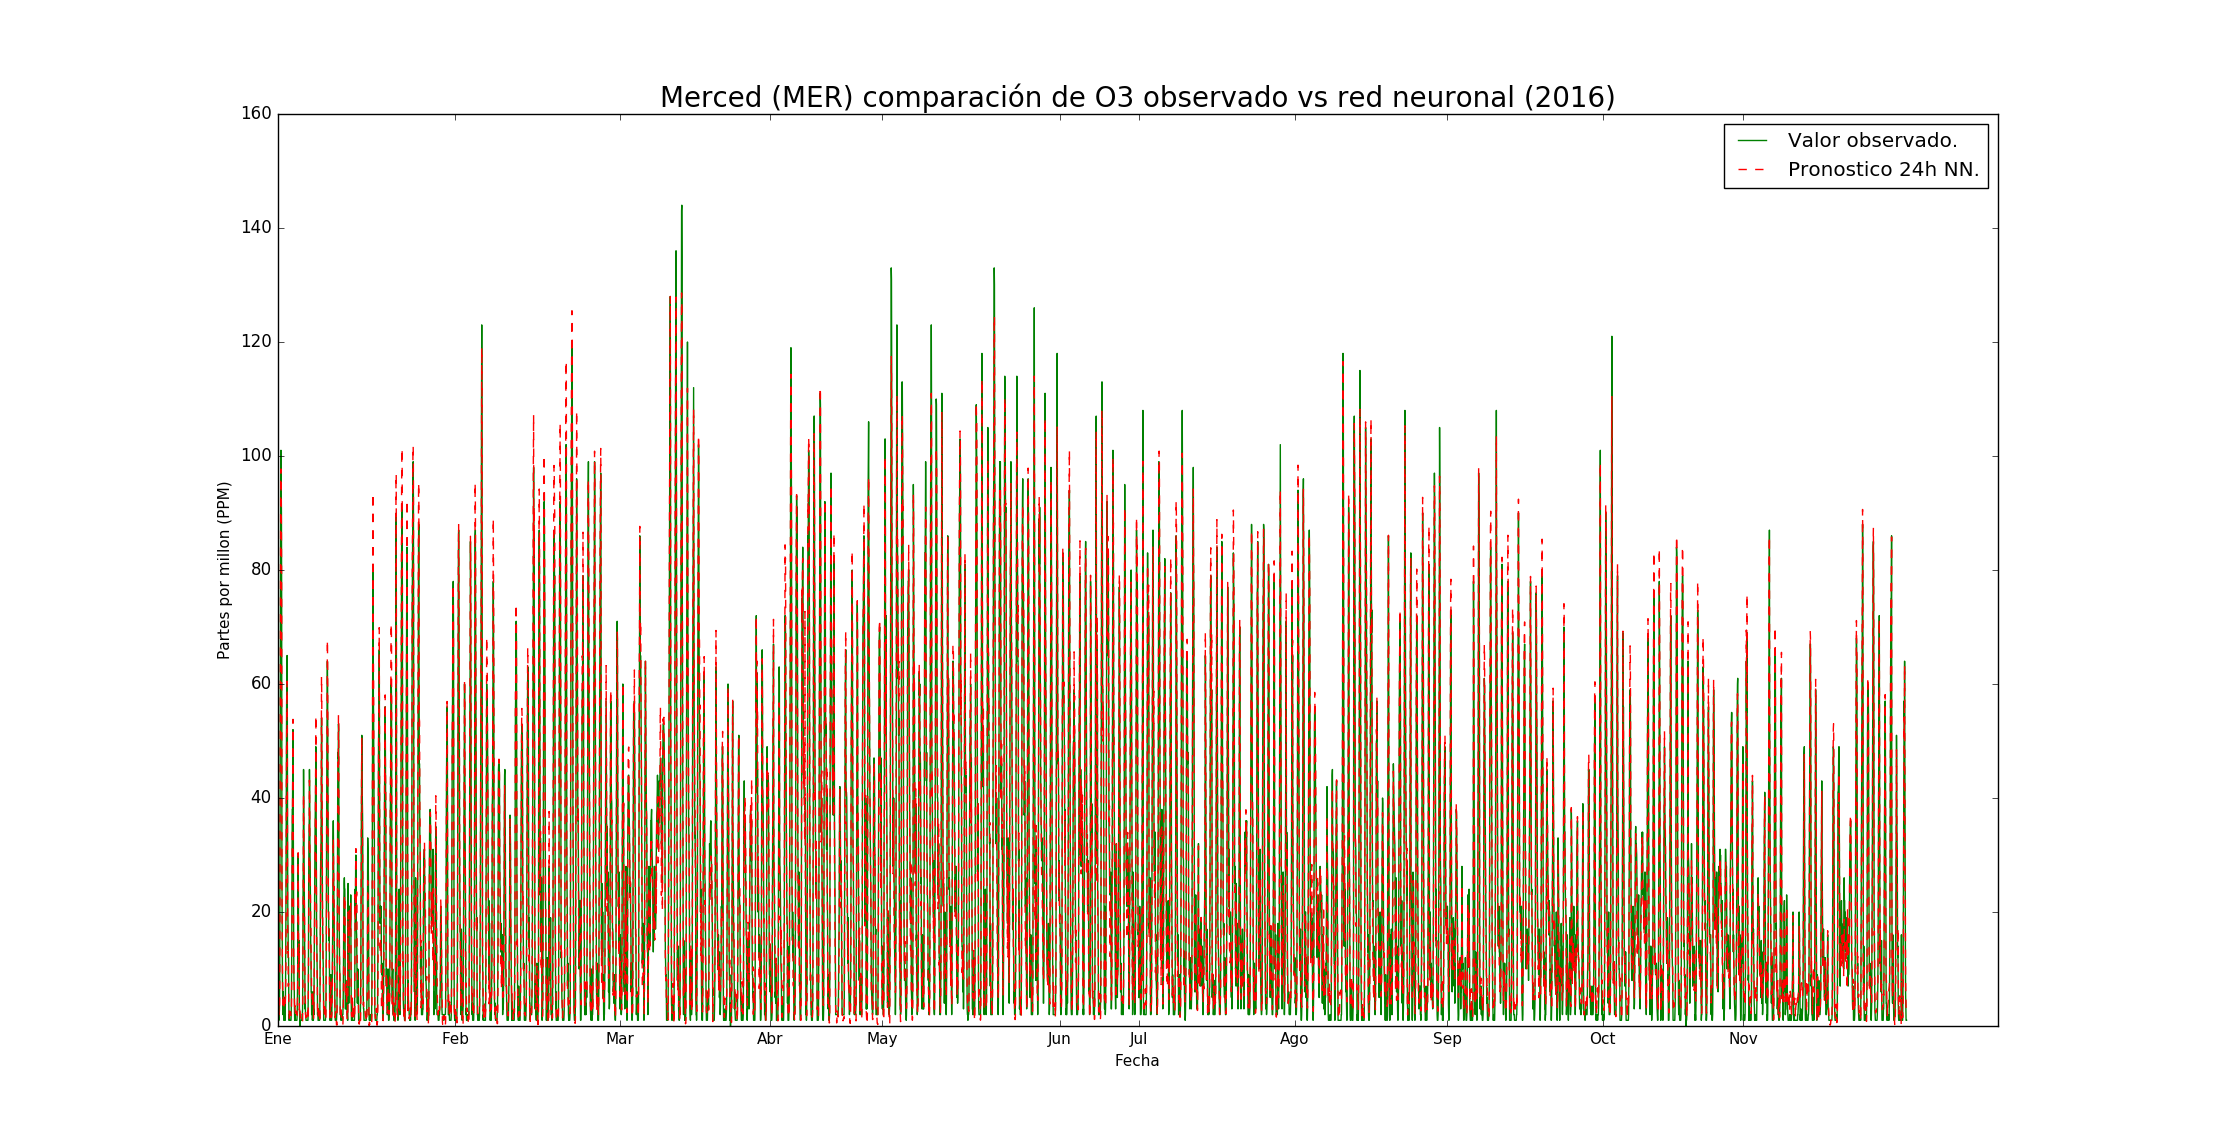 Merced (MER) comparación de O3 observado vs red neuronal (2016)
Valor observado.
Pronostico 24h NN.
Partes por millon (PPM)
160
140
120
100
80
60
40
20
0
Ene Feb Mar Abr May Jun Jul Ago Sep Oct Nov
Fecha